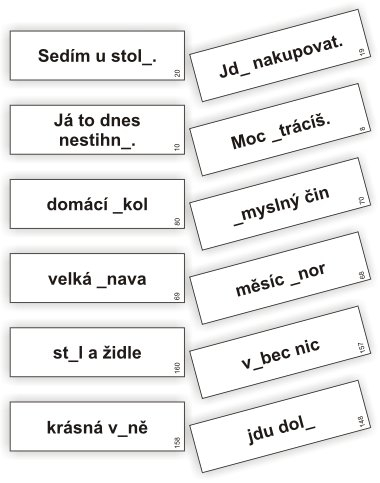 Sedím u stol_.
20
Jd_ nakupovat.
19
Já to dnes
nestihn_.
10
Moc _trácíš.
8
domácí _kol
80
_myslný čin
70
velká _nava
69
měsíc _nor
68
st_l a židle
160
v_bec nic
157
krásná v_ně
158
jdu dol_
148